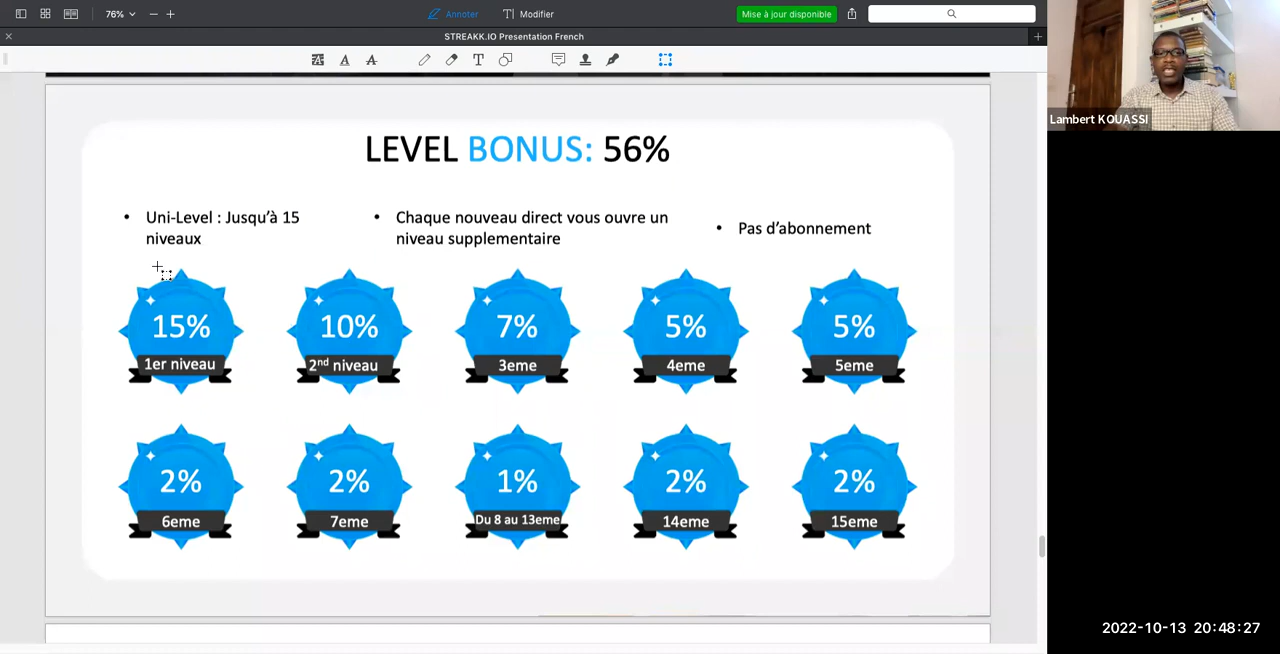 76%
Annoter
Modifier
Mise à jour disponible
STREAKK.IO Presentation French
Lambert KOUASSI
LEVEL BONUS: 56%
• Uni-Level : Jusqu'à 15
niveaux
• Chaque nouveau direct vous ouvre un
niveau supplementaire
• Pas d'abonnement
15%
1er niveau
10%
2nd niveau
7%
3eme
5%
4eme
5%
5eme
2%
6eme
2%
7eme
1%
Du 8 au 13eme
2%
14eme
2%
15eme
2022-10-13 20:48:27